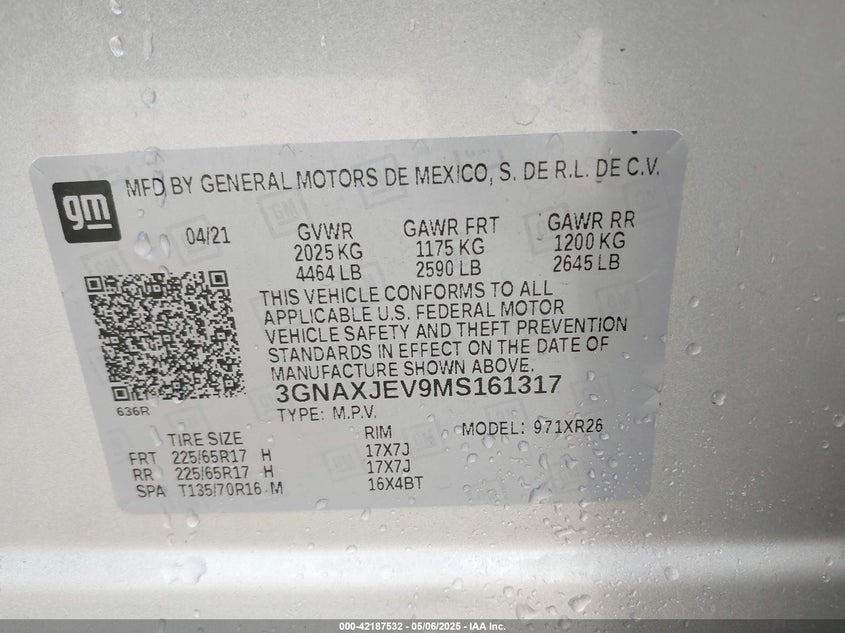 MFD BY GENERAL MOTORS DE MEXICO, S. DE R.L. DE C.V.
gm
04/21
GVWR GAWR FRT GAWR RR
2025 KG 1175 KG 1200 KG
4464 LB 2590 LB 2645 LB
THIS VEHICLE CONFORMS TO ALL
APPLICABLE U.S. FEDERAL MOTOR
VEHICLE SAFETY AND THEFT PREVENTION
STANDARDS IN EFFECT ON THE DATE OF
MANUFACTURE SHOWN ABOVE.
3GNAXJEV9MS161317
636R
TYPE: M.P.V.
MODEL: 971XR26
TIRE SIZE RIM
FRT 225/65R17 H 17X7J
RR 225/65R17 H 17X7J
SPA T135/70R16 M 16X4BT
000-42187532 - 05/06/2025 - IAA Inc.